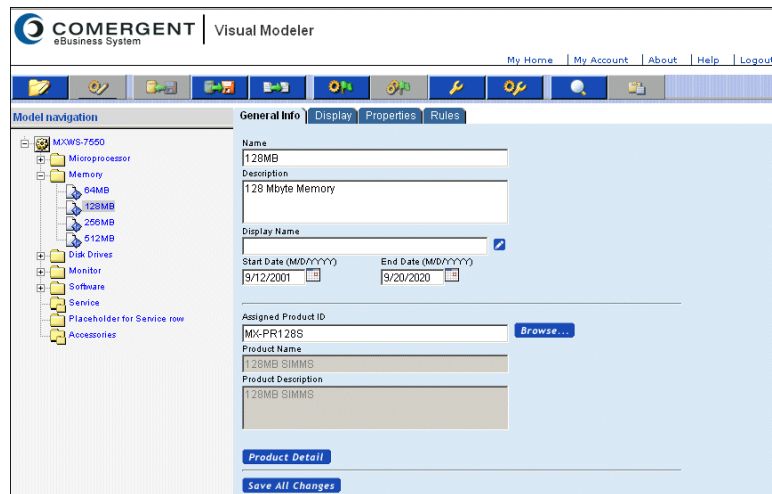 COMERGENT
eBusiness System
Visual Modeler
My Home | My Account | About | Help | Logout
Model navigation
General Info Display Properties Rules
MXWS-7550
Microprocessor
Memory
64MB
128MB
256MB
512MB
Disk Drives
Monitor
Software
Service
Placeholder for Service row
Accessories
Name
128MB
Description
128 Mbyte Memory
Display Name
Start Date (M/D/YYYY) End Date (M/D/YYYY)
9/12/2001 9/20/2020
Assigned Product ID
MX-PR128S Browse...
Product Name
128MB SIMMS
Product Description
128MB SIMMS
Product Detail
Save All Changes